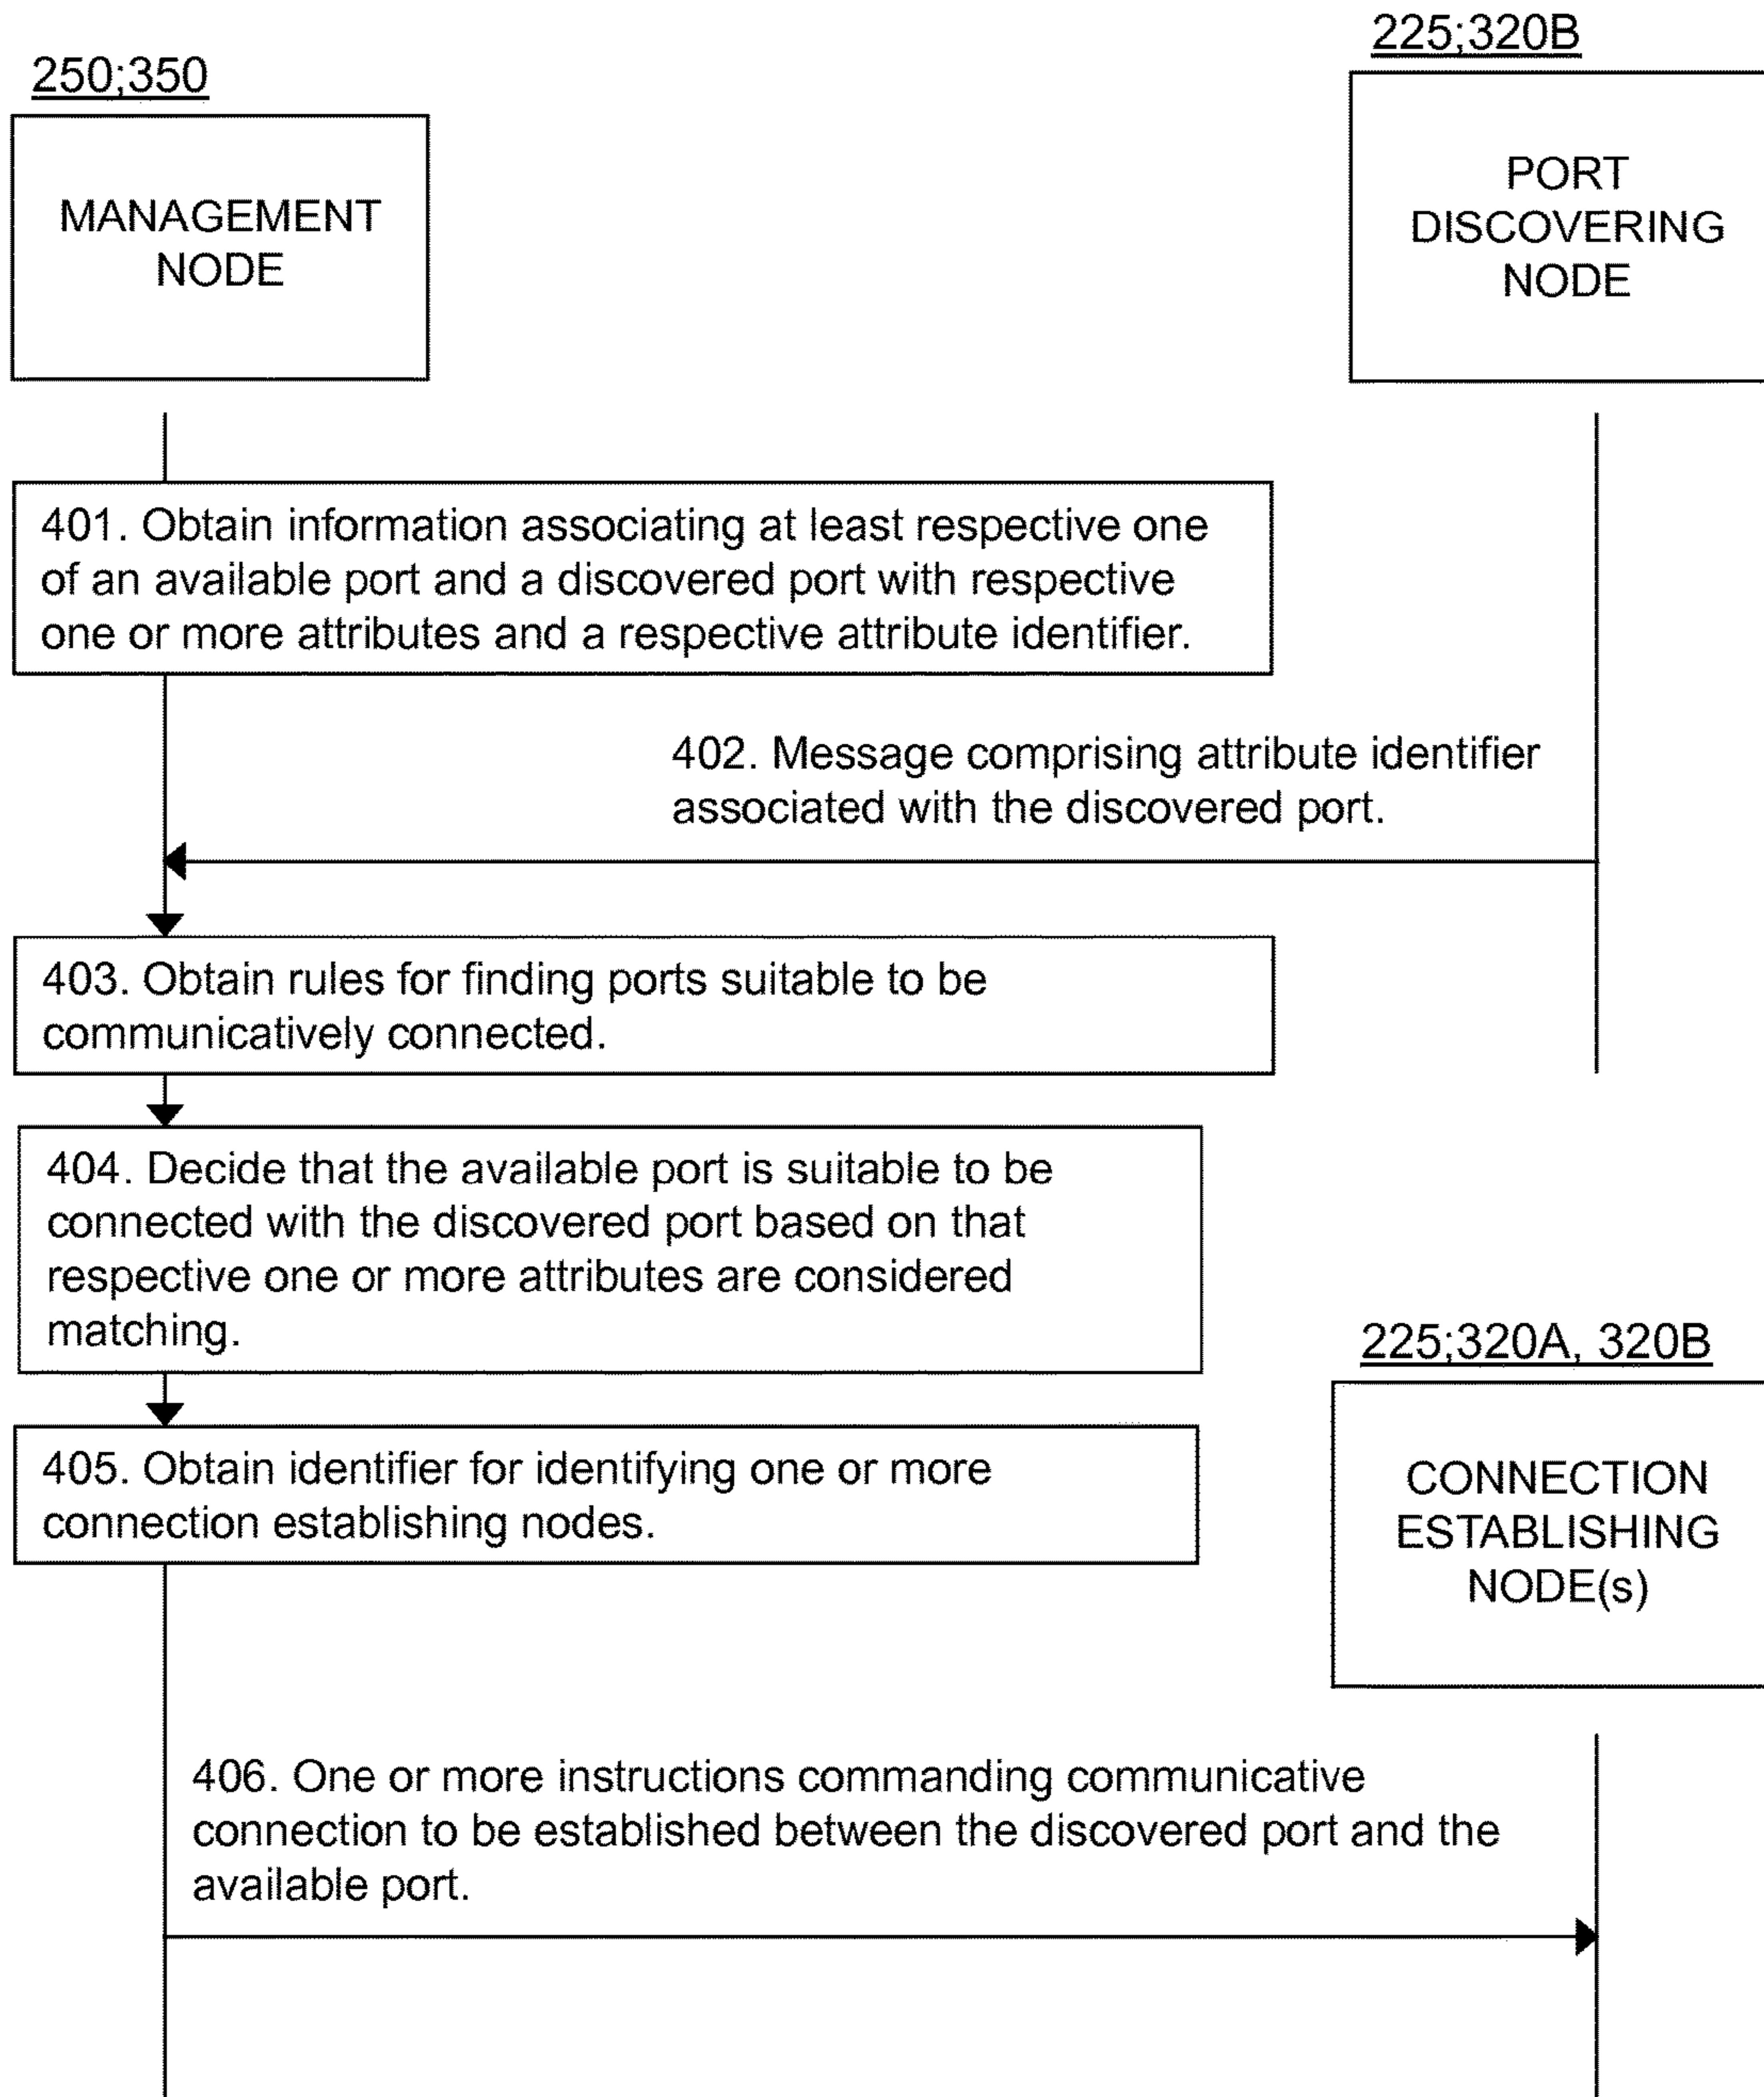 225;320B
250;350
MANAGEMENT
NODE
PORT
DISCOVERING
NODE
401. Obtain information associating at least respective one
of an available port and a discovered port with respective
one or more attributes and a respective attribute identifier.
402. Message comprising attribute identifier
associated with the discovered port.
403. Obtain rules for finding ports suitable to be
communicatively connected.
404. Decide that the available port is suitable to be
connected with the discovered port based on that
respective one or more attributes are considered
matching.
225;320A, 320B
405. Obtain identifier for identifying one or more
connection establishing nodes.
CONNECTION
ESTABLISHING
NODE(s)
406. One or more instructions commanding communicative
connection to be established between the discovered port and the
available port.